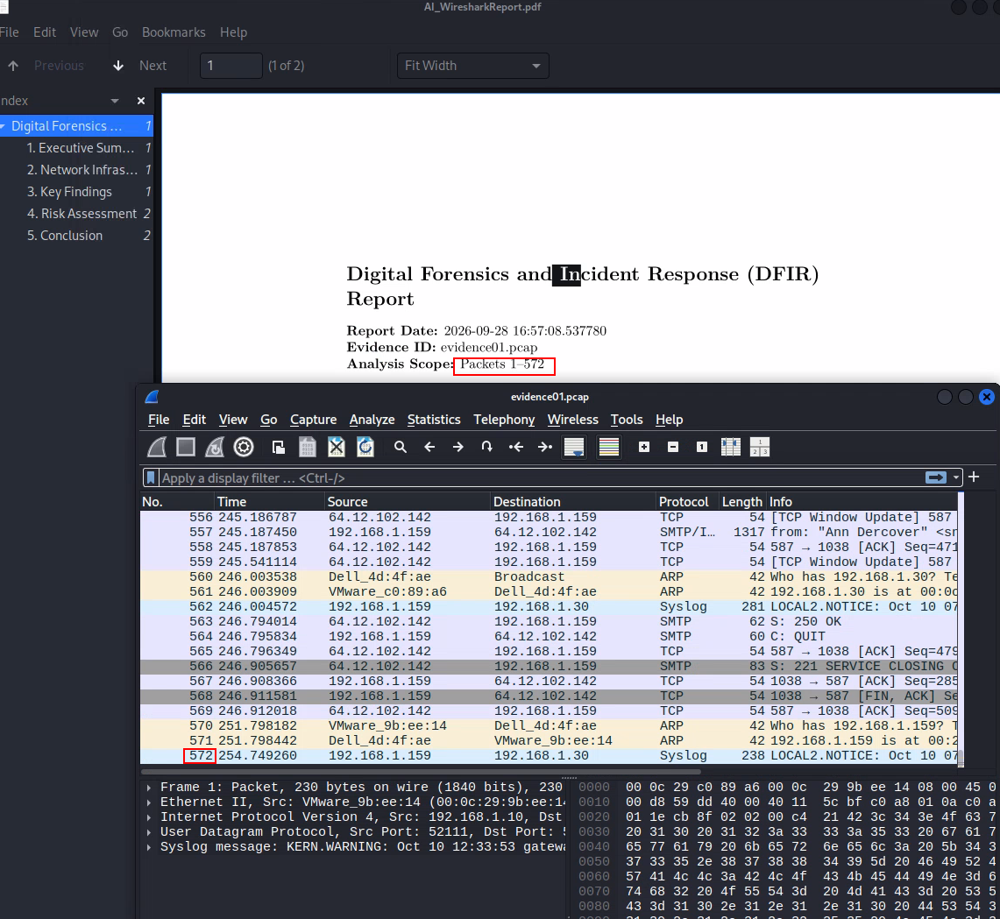 AI_WiresharkReport.pdf
File Edit View Go Bookmarks Help
Previous Next 1 (1 of 2) Fit Width
ndex
Digital Forensics ... 1
1. Executive Sum... 1
2. Network Infras... 1
3. Key Findings 1
4. Risk Assessment 2
5. Conclusion 2
Digital Forensics and Incident Response (DFIR)
Report
Report Date: 2026-09-28 16:57:08.537780
Evidence ID: evidence01.pcap
Analysis Scope: Packets 1–572
evidence01.pcap
File Edit View Go Capture Analyze Statistics Telephony Wireless Tools Help
Apply a display filter ... <Ctrl-/>
No. Time Source Destination Protocol Length Info
556 245.186787 64.12.102.142 192.168.1.159 TCP 54 [TCP Window Update] 587
557 245.187450 192.168.1.159 64.12.102.142 SMTP/I… 1317 from: "Ann Dercover" <sn
558 245.187853 64.12.102.142 192.168.1.159 TCP 54 587 → 1038 [ACK] Seq=471
559 245.541114 64.12.102.142 192.168.1.159 TCP 54 [TCP Window Update] 587
560 246.003538 Dell_4d:4f:ae Broadcast ARP 42 Who has 192.168.1.30? Te
561 246.003909 VMware_c0:89:a6 Dell_4d:4f:ae ARP 42 192.168.1.30 is at 00:0c
562 246.004572 192.168.1.159 192.168.1.30 Syslog 281 LOCAL2.NOTICE: Oct 10 07
563 246.794014 64.12.102.142 192.168.1.159 SMTP 62 S: 250 OK
564 246.795834 192.168.1.159 64.12.102.142 SMTP 60 C: QUIT
565 246.796349 64.12.102.142 192.168.1.159 TCP 54 587 → 1038 [ACK] Seq=479
566 246.905657 64.12.102.142 192.168.1.159 SMTP 83 S: 221 SERVICE CLOSING C
567 246.908366 192.168.1.159 64.12.102.142 TCP 54 1038 → 587 [ACK] Seq=285
568 246.911581 192.168.1.159 64.12.102.142 TCP 54 1038 → 587 [FIN, ACK] Se
569 246.912018 64.12.102.142 192.168.1.159 TCP 54 587 → 1038 [ACK] Seq=509
570 251.798182 VMware_9b:ee:14 Dell_4d:4f:ae ARP 42 Who has 192.168.1.159? T
571 251.798442 Dell_4d:4f:ae VMware_9b:ee:14 ARP 42 192.168.1.159 is at 00:2
572 254.749260 192.168.1.159 192.168.1.30 Syslog 238 LOCAL2.NOTICE: Oct 10 07
Frame 1: Packet, 230 bytes on wire (1840 bits), 230
Ethernet II, Src: VMware_9b:ee:14 (00:0c:29:9b:ee:14
Internet Protocol Version 4, Src: 192.168.1.10, Dst
User Datagram Protocol, Src Port: 52111, Dst Port: 5
Syslog message: KERN.WARNING: Oct 10 12:33:53 gatewa
0000 00 0c 29 c0 89 a6 00 0c 29 9b ee 14 08 00 45 0
0010 00 d8 59 dd 40 00 40 11 5c bf c0 a8 01 0a c0 a
0020 01 1e cb 8f 02 02 00 c4 21 42 3c 34 3e 4f 63 7
0030 20 31 30 20 31 32 3a 33 33 3a 35 33 20 67 61 7
0040 65 77 61 79 20 6b 65 72 6e 65 6c 3a 20 5b 34 3
0050 37 33 35 2e 38 37 38 38 34 39 5d 20 46 49 52 4
0060 57 41 4c 4c 3a 42 4c 4f 43 4b 45 44 49 4e 3d 6
0070 74 68 32 20 4f 55 54 3d 20 4d 41 43 3d 20 53 5
0080 43 3d 31 30 2e 31 2e 31 2e 31 30 20 44 53 54 3